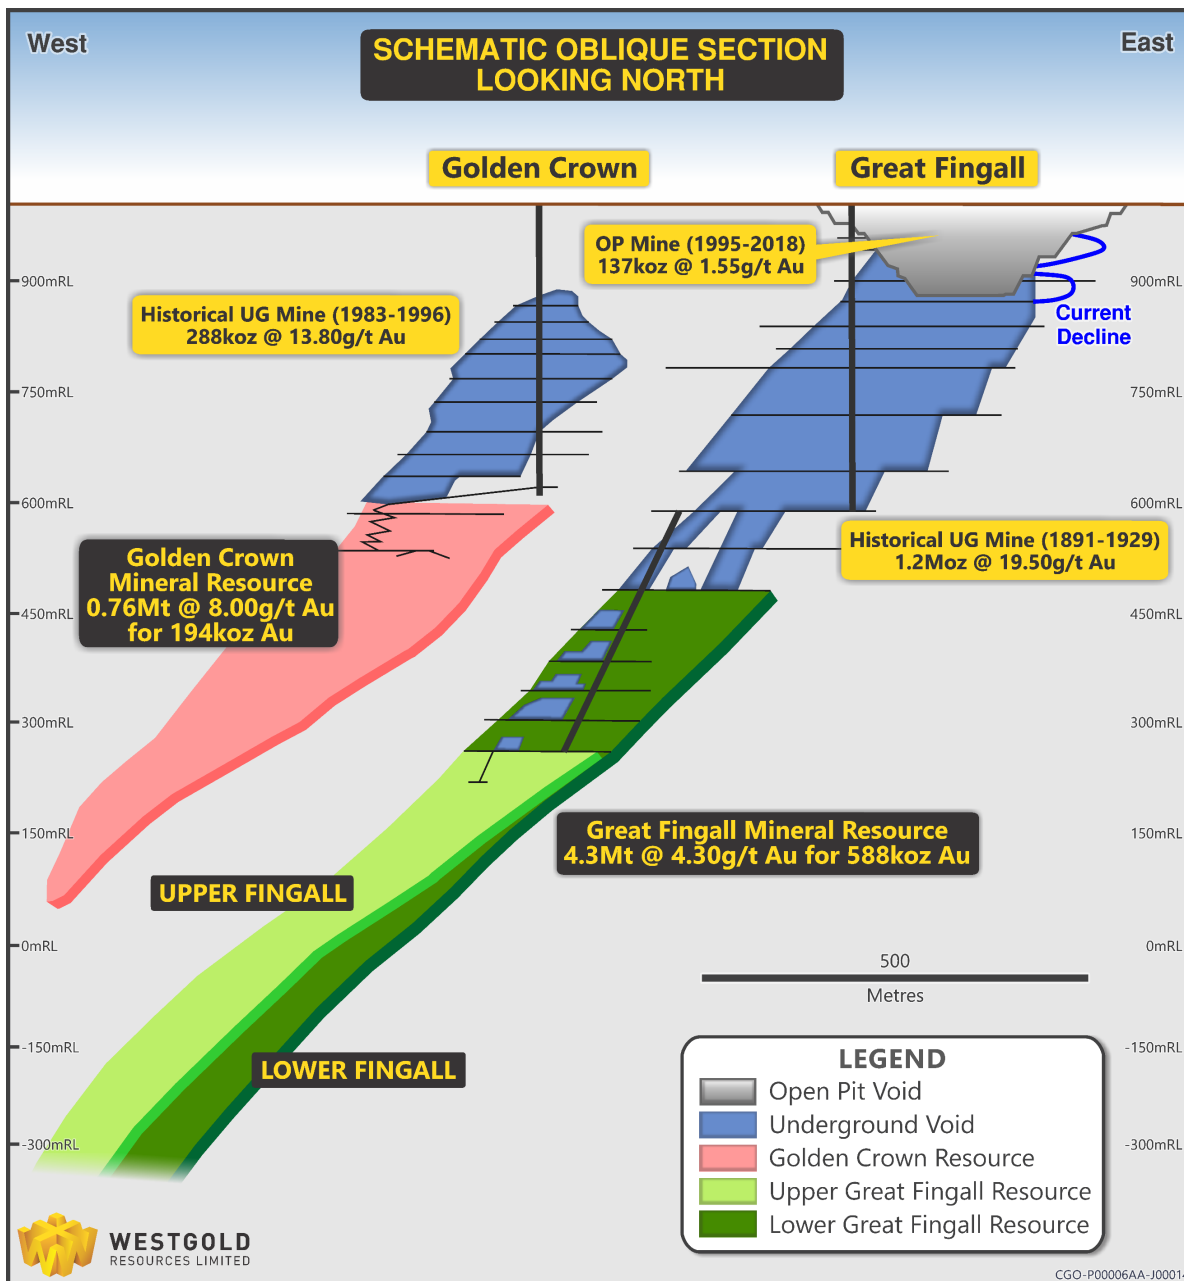 West
SCHEMATIC OBLIQUE SECTION
LOOKING NORTH
East
Golden Crown
Great Fingall
OP Mine (1995-2018)
137koz @ 1.55g/t Au
900mRL
900mRL
Historical UG Mine (1983-1996)
288koz @ 13.80g/t Au
Current
Decline
750mRL
750mRL
600mRL
600mRL
Historical UG Mine (1891-1929)
1.2Moz @ 19.50g/t Au
Golden Crown
Mineral Resource
0.76Mt @ 8.00g/t Au
for 194koz Au
450mRL
450mRL
300mRL
300mRL
150mRL
150mRL
Great Fingall Mineral Resource
4.3Mt @ 4.30g/t Au for 588koz Au
UPPER FINGALL
0mRL
0mRL
500
Metres
-150mRL
-150mRL
LOWER FINGALL
-300mRL
-300mRL
LEGEND
Open Pit Void
Underground Void
Golden Crown Resource
Upper Great Fingall Resource
Lower Great Fingall Resource
WESTGOLD
RESOURCES LIMITED
CGO-P00006AA-J00014